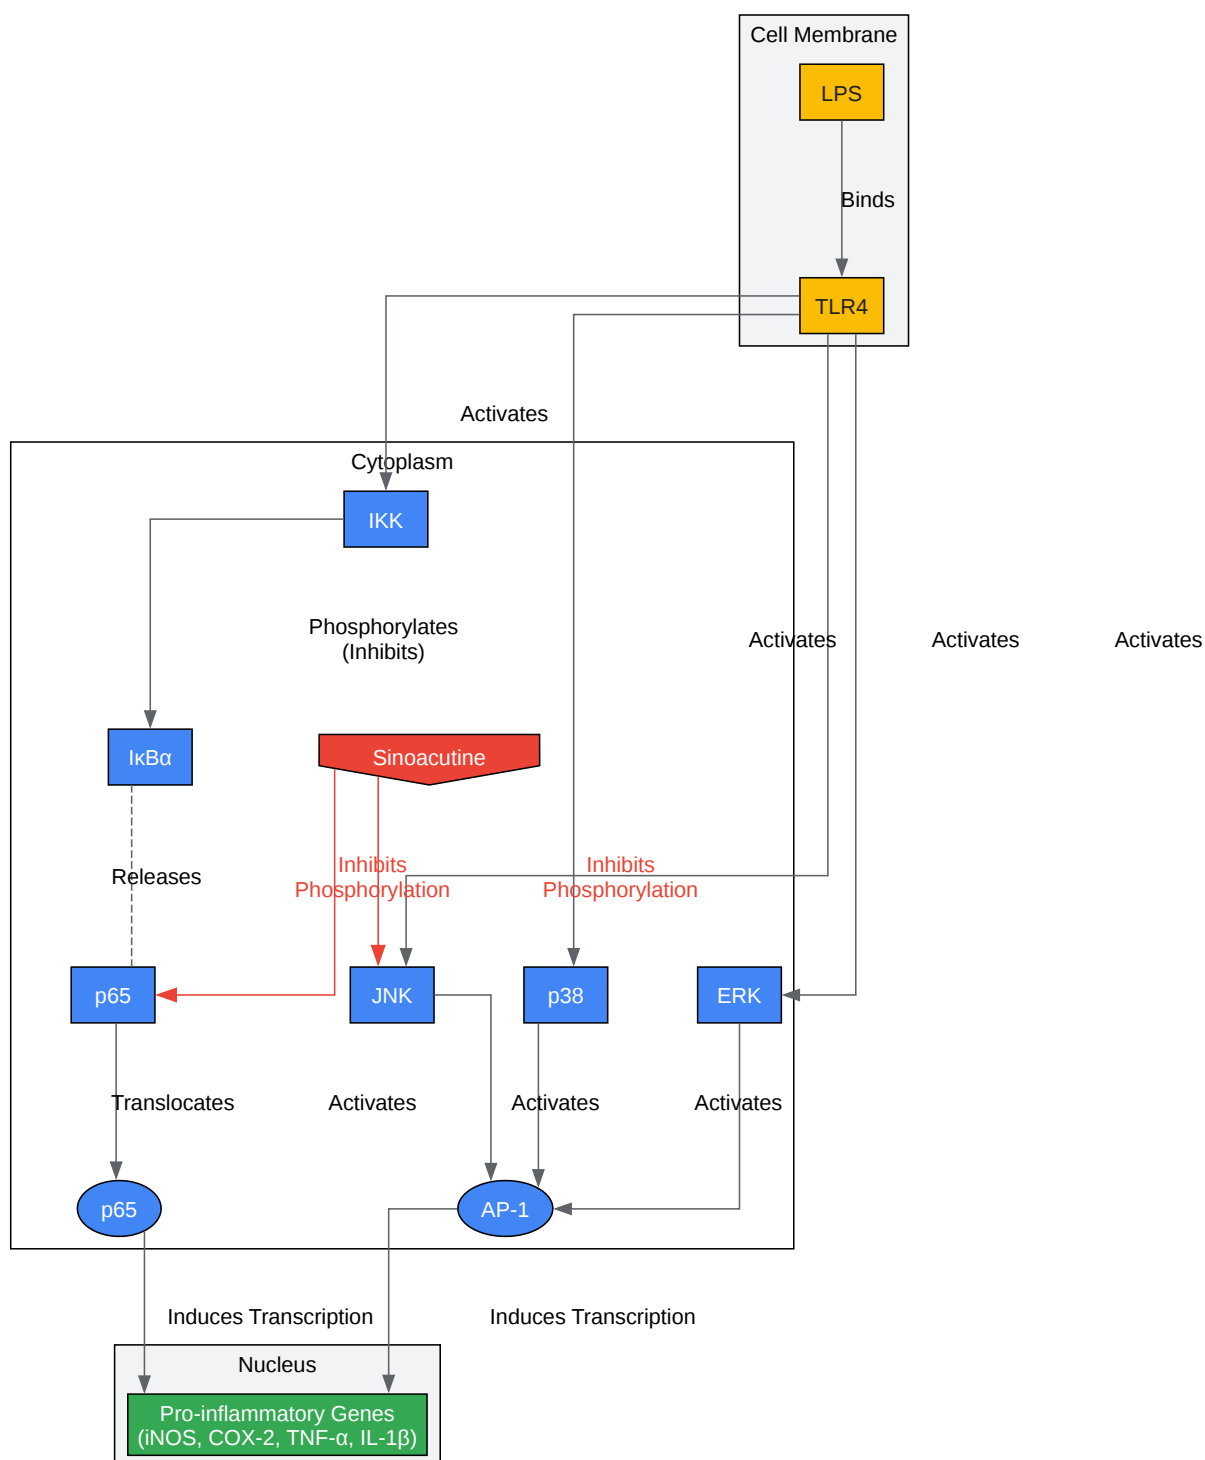 Cell Membrane
LPS
Binds
TLR4
Activates
Cytoplasm
IKK
Phosphorylates
(Inhibits)
Activates
Activates
Activates
IκBα
Sinoacutine
Releases
Inhibits
Phosphorylation
Inhibits
Phosphorylation
p65
JNK
p38
ERK
Translocates
Activates
Activates
Activates
p65
AP-1
Induces Transcription
Induces Transcription
Nucleus
Pro-inflammatory Genes
(iNOS, COX-2, TNF-α, IL-1β)